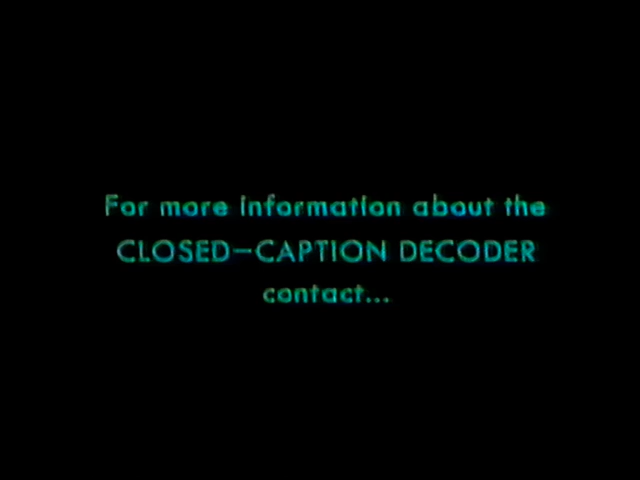 For more information about the
CLOSED—CAPTION DECODER
contact...